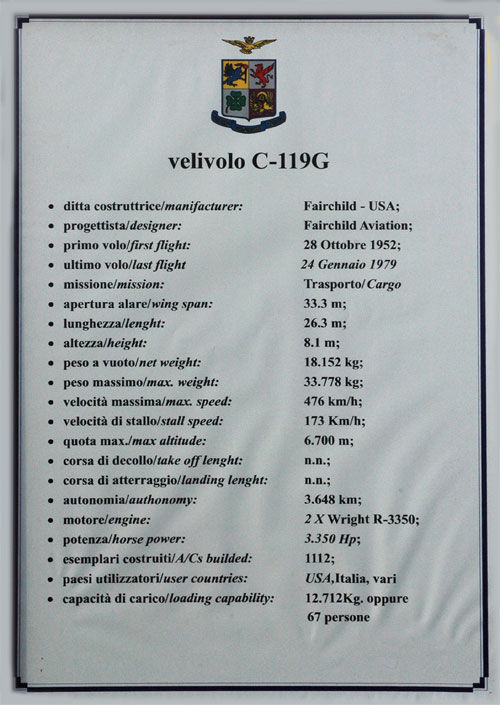 velivolo C-119G
• ditta costruttrice/manifacturer: Fairchild - USA;
• progettista/designer: Fairchild Aviation;
• primo volo/first flight: 28 Ottobre 1952;
• ultimo volo/last flight 24 Gennaio 1979
• missione/mission: Trasporto/Cargo
• apertura alare/wing span: 33.3 m;
• lunghezza/lenght: 26.3 m;
• altezza/height: 8.1 m;
• peso a vuoto/net weight: 18.152 kg;
• peso massimo/max. weight: 33.778 kg;
• velocità massima/max. speed: 476 km/h;
• velocità di stallo/stall speed: 173 Km/h;
• quota max./max altitude: 6.700 m;
• corsa di decollo/take off lenght: n.n.;
• corsa di atterraggio/landing lenght: n.n.;
• autonomia/authonomy: 3.648 km;
• motore/engine: 2 X Wright R-3350;
• potenza/horse power: 3.350 Hp;
• esemplari costruiti/A/Cs builded: 1112;
• paesi utilizzatori/user countries: USA,Italia, vari
• capacità di carico/loading capability: 12.712Kg. oppure
67 persone